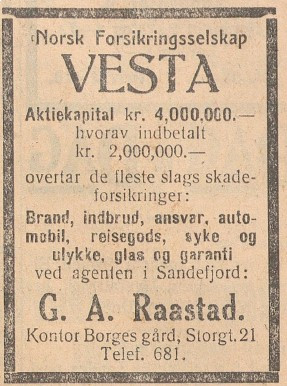 Norsk Forsikringsselskap
VESTA
Aktiekapital kr. 4,000,000.—
hvorav indbetalt
kr. 2,000,000.—
overtar de fleste slags skade-
forsikringer:
Brand, indbrud, ansvar, auto-
mobil, reisegods, syke og
ulykke, glas og garanti
ved agenten i Sandefjord:
G. A. Raastad.
Kontor Borges gård, Storgt. 21
Telef. 681.